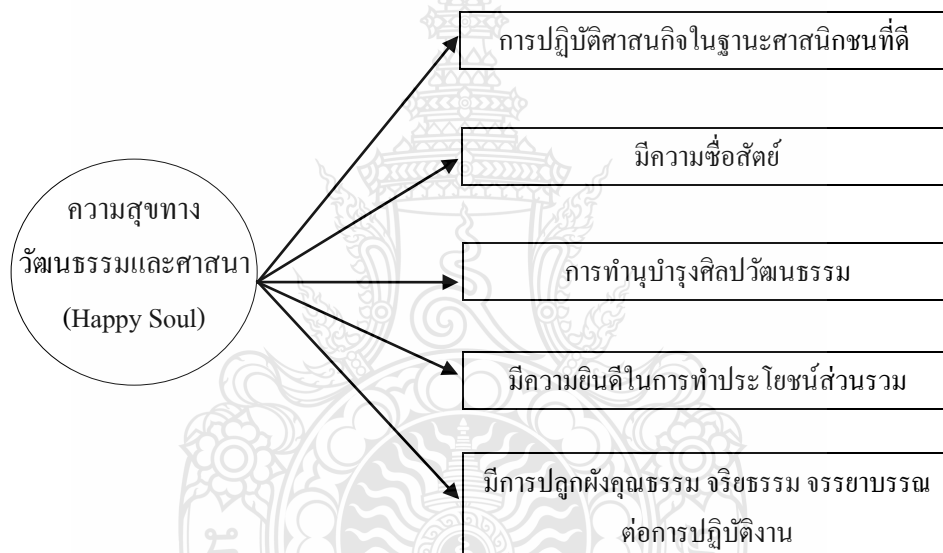 การปฏิบัติศาสนกิจในฐานะศาสนิกชนที่ดี
มีความซื่อสัตย์
ความสุขทาง
วัฒนธรรมและศาสนา
(Happy Soul)
การทำนุบำรุงศิลปวัฒนธรรม
มีความยินดีในการทำประโยชน์ส่วนรวม
มีการปลูกผังคุณธรรม จริยธรรม จรรยาบรรณ
ต่อการปฏิบัติงาน